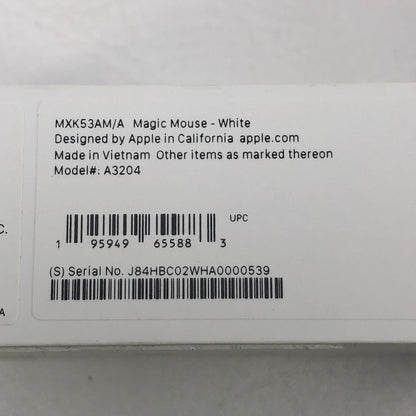 MXK53AM/A Magic Mouse - White
Designed by Apple in California apple.com
Made in Vietnam Other items as marked thereon
Model#: A3204
UPC
1 95949 65588 3
(S) Serial No. J84HBC02WHA0000539
C.
A